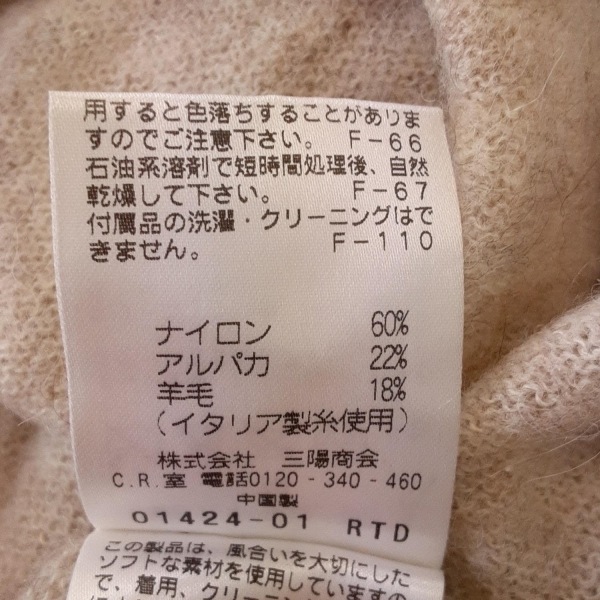 用すると色落ちすることがありま
すのでご注意下さい。 F-66
石油系溶剤で短時間処理後、自然
乾燥して下さい。 F-67
付属品の洗濯・クリーニングはで
きません。 F-110
ナイロン 60%
アルパカ 22%
羊毛 18%
(イタリア製糸使用)
株式会社 三陽商会
C.R.室 電話0120-340-460
中国製
01424-01 RTD
この製品は、風合いを大切にした
ソフトな素材を使用していますの
で、着用、クリーニン